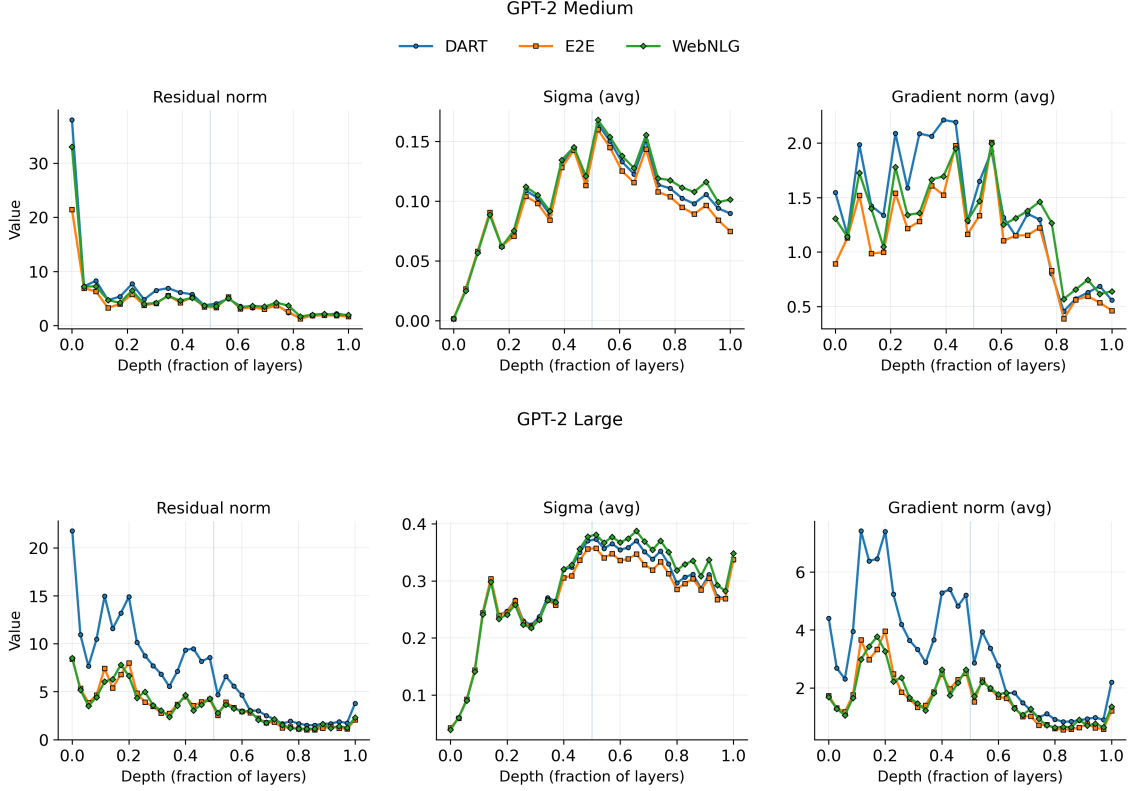 GPT-2 Medium
DART E2E WebNLG
Residual norm Sigma (avg) Gradient norm (avg)
Value
30
20
10
0
0.0 0.2 0.4 0.6 0.8 1.0
Depth (fraction of layers)
0.15
0.10
0.05
0.00
0.0 0.2 0.4 0.6 0.8 1.0
Depth (fraction of layers)
2.0
1.5
1.0
0.5
0.0 0.2 0.4 0.6 0.8 1.0
Depth (fraction of layers)
GPT-2 Large
Residual norm Sigma (avg) Gradient norm (avg)
Value
20
15
10
5
0
0.0 0.2 0.4 0.6 0.8 1.0
Depth (fraction of layers)
0.4
0.3
0.2
0.1
0.0 0.2 0.4 0.6 0.8 1.0
Depth (fraction of layers)
6
4
2
0.0 0.2 0.4 0.6 0.8 1.0
Depth (fraction of layers)